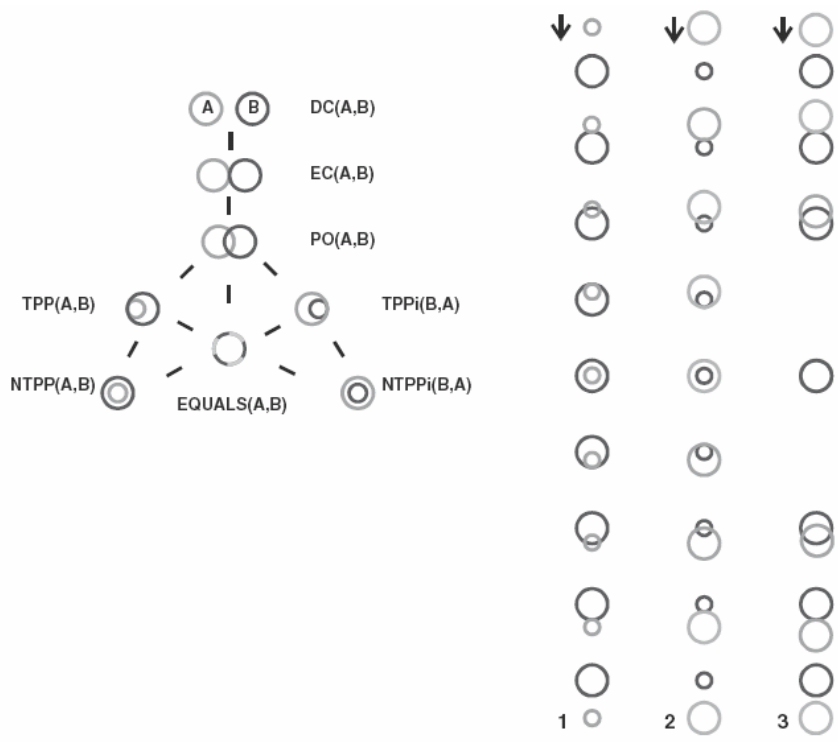 A B DC(A,B)
EC(A,B)
PO(A,B)
TPP(A,B) TPPi(B,A)
NTPP(A,B) NTPPi(B,A)
EQUALS(A,B)
1 2 3